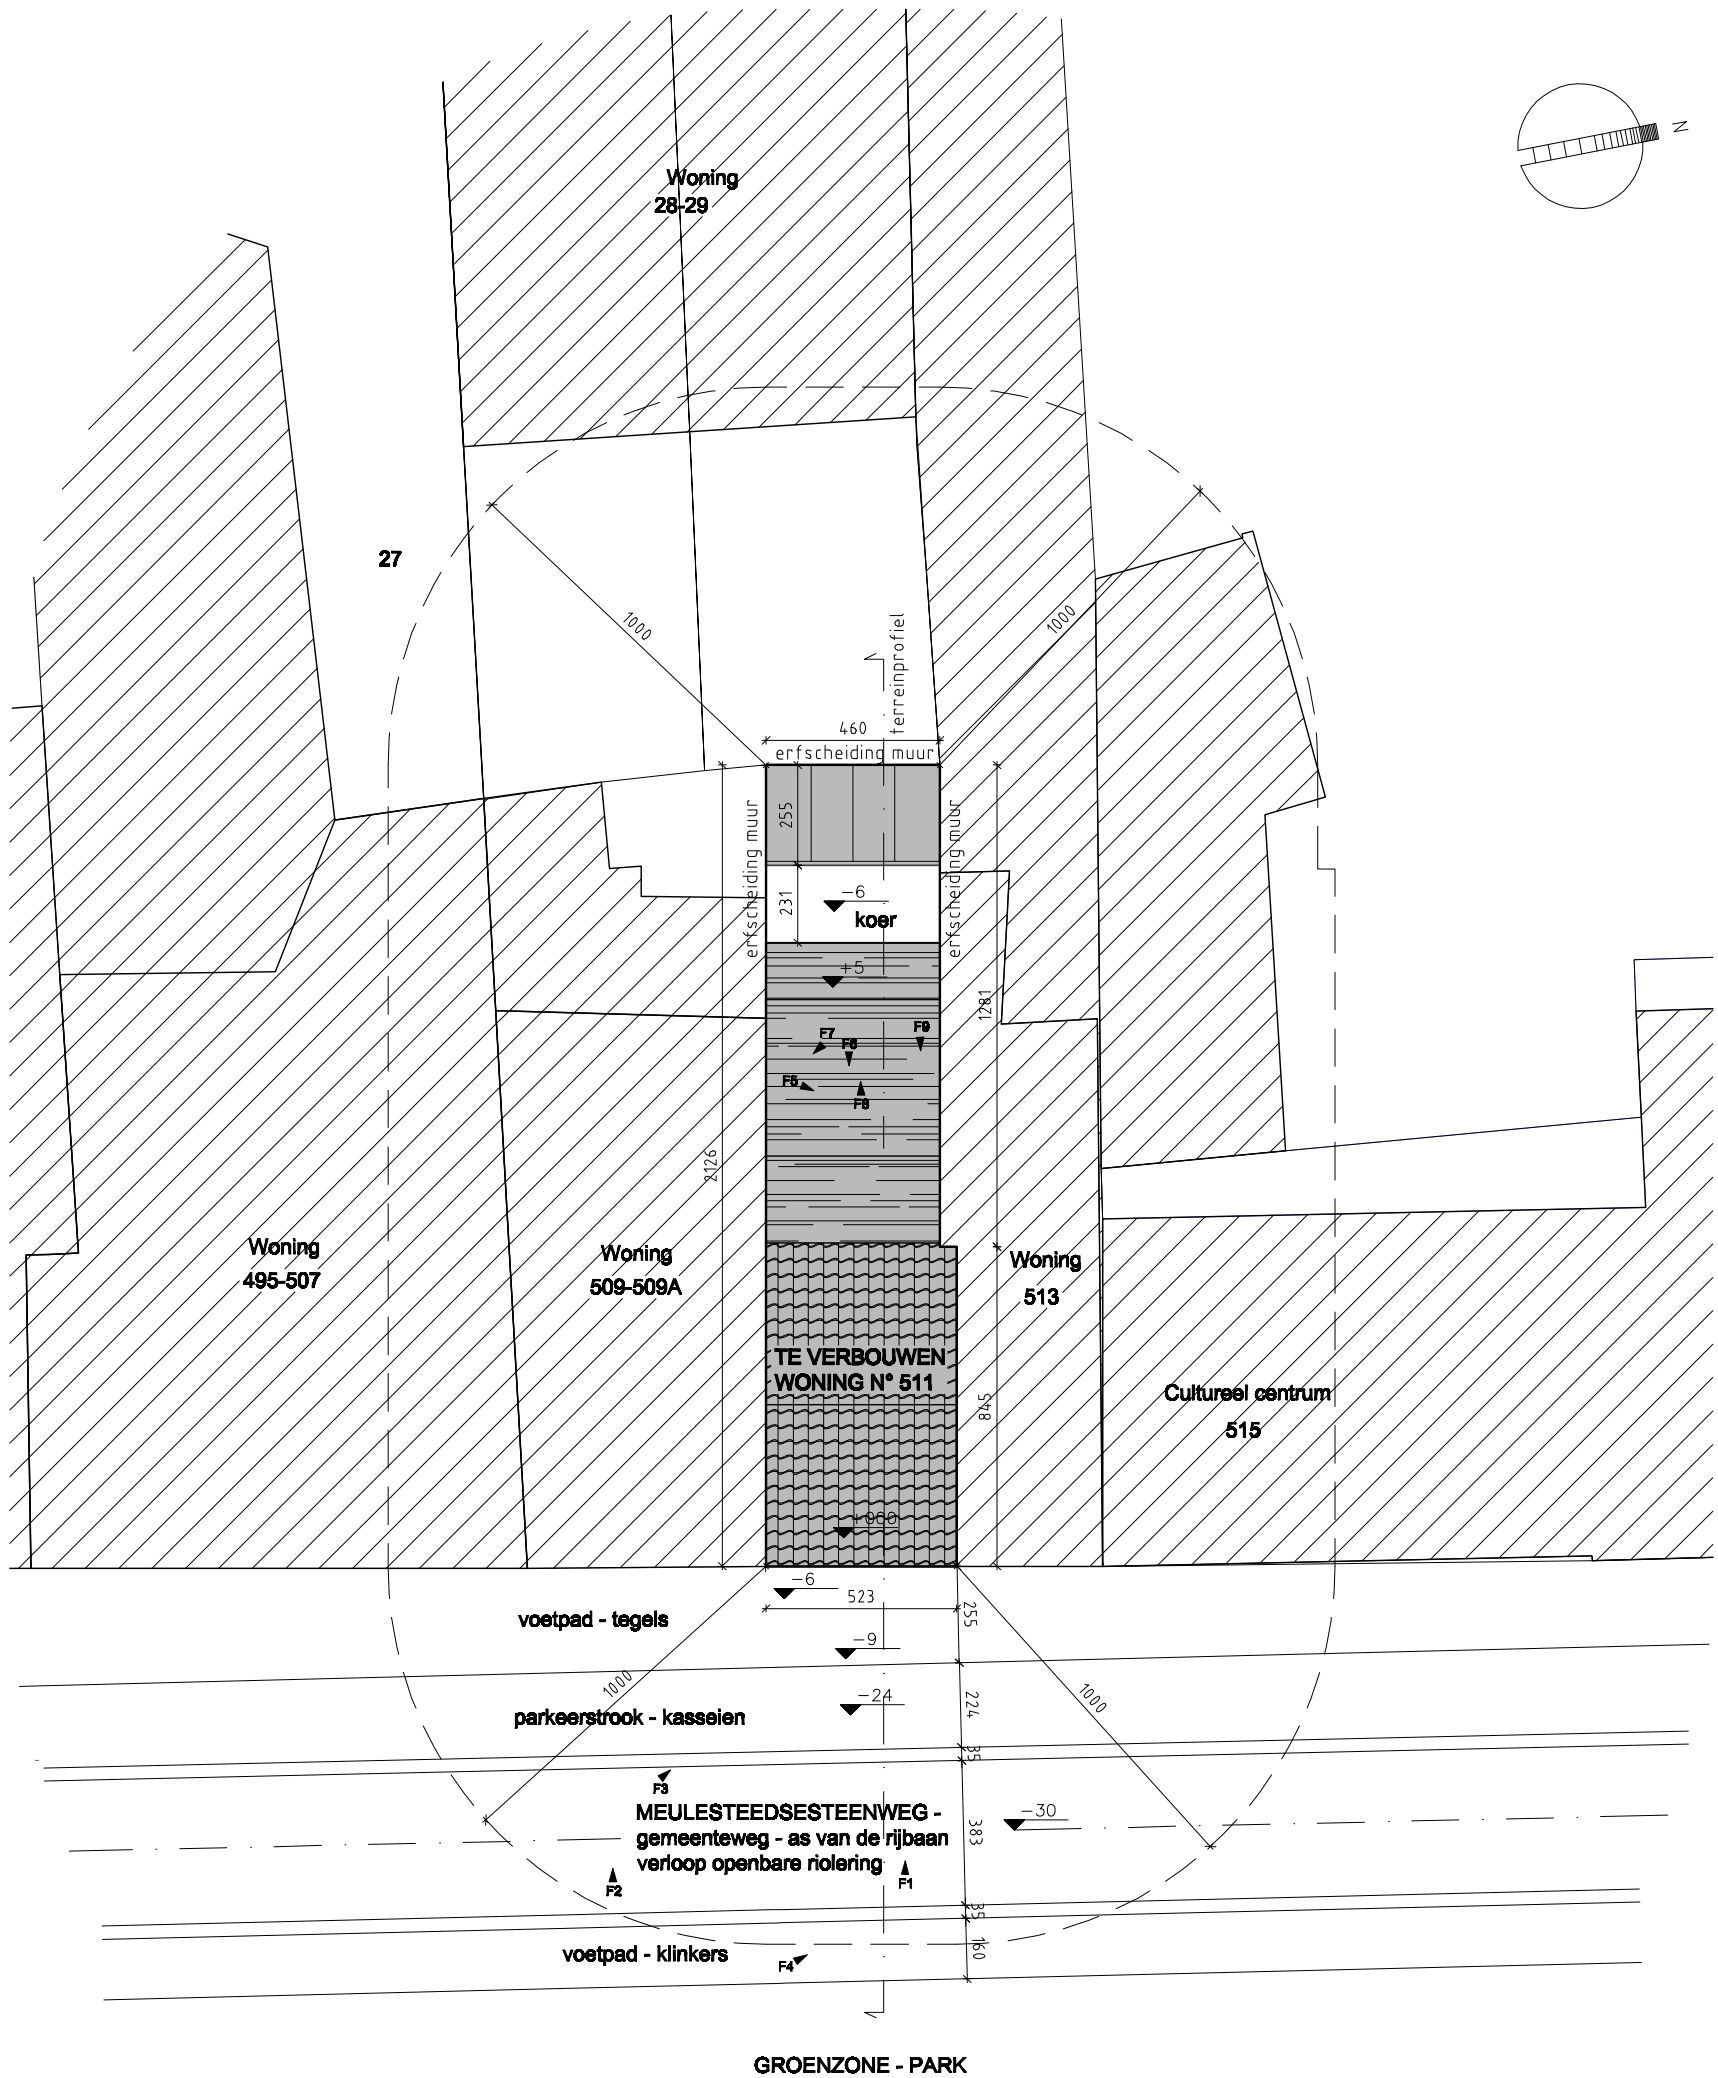 N
Woning
28-29
27
1000
1000
terreinprofiel
460
erfscheiding muur
erfscheiding muur
erfscheiding muur
255
231
-6
koer
+5
1281
F7
F6
F9
F5
F8
2126
Woning
495-507
Woning
509-509A
Woning
513
TE VERBOUWEN
WONING N° 511
845
Cultureel centrum
515
+000
-6
523
255
voetpad - tegels
-9
1000
1000
-24
224
parkeerstrook - kasseien
35
F3
MEULESTEEDSESTEENWEG -
gemeenteweg - as van de rijbaan
verloop openbare riolering
-30
383
F2
F1
35
160
voetpad - klinkers
F4
GROENZONE - PARK